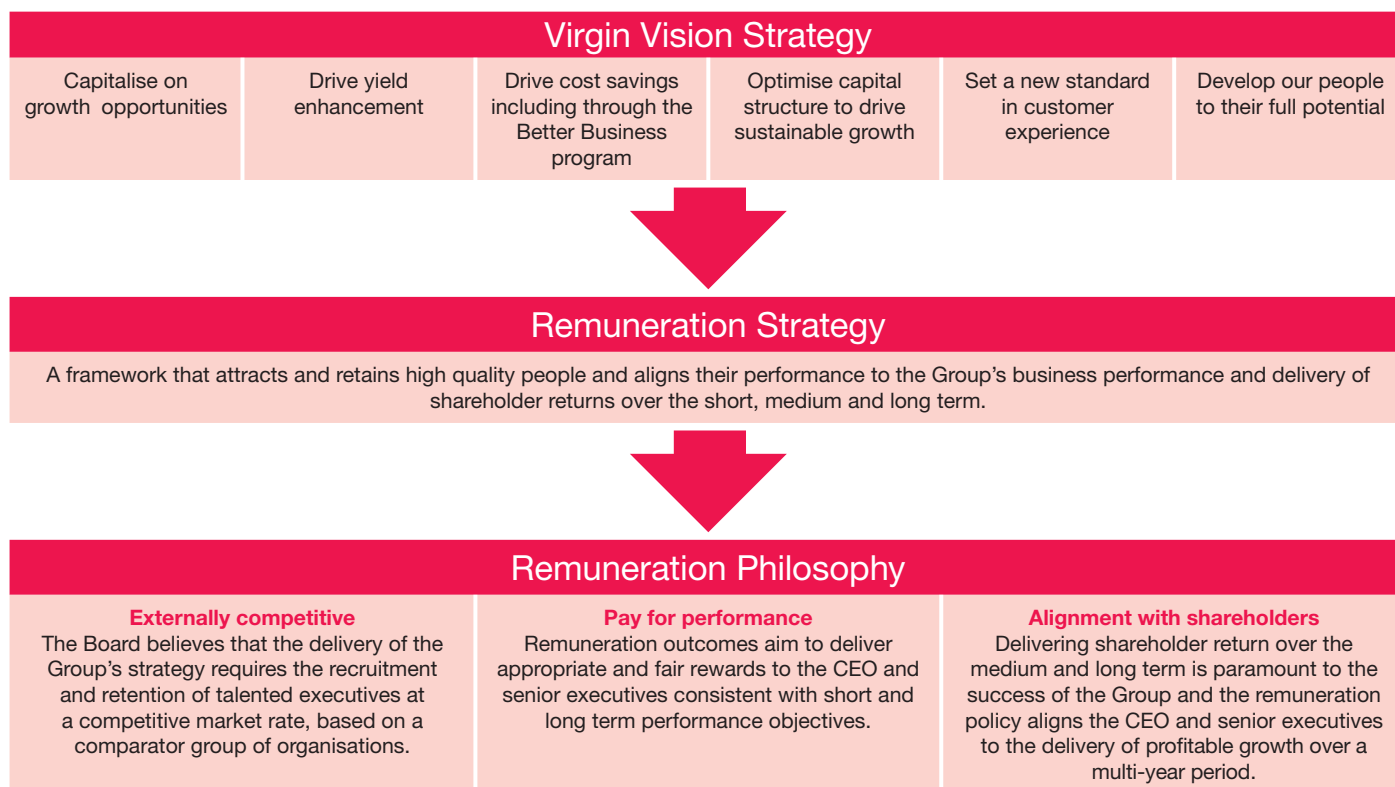 Virgin Vision Strategy
Capitalise on
growth opportunities
Drive yield
enhancement
Drive cost savings
including through the
Better Business
program
Optimise capital
structure to drive
sustainable growth
Set a new standard
in customer
experience
Develop our people
to their full potential
Remuneration Strategy
A framework that attracts and retains high quality people and aligns their performance to the Group's business performance and delivery of
shareholder returns over the short, medium and long term.
Remuneration Philosophy
Externally competitive
The Board believes that the delivery of the
Group's strategy requires the recruitment
and retention of talented executives at
a competitive market rate, based on a
comparator group of organisations.
Pay for performance
Remuneration outcomes aim to deliver
appropriate and fair rewards to the CEO and
senior executives consistent with short and
long term performance objectives.
Alignment with shareholders
Delivering shareholder return over the
medium and long term is paramount to the
success of the Group and the remuneration
policy aligns the CEO and senior executives
to the delivery of profitable growth over a
multi-year period.